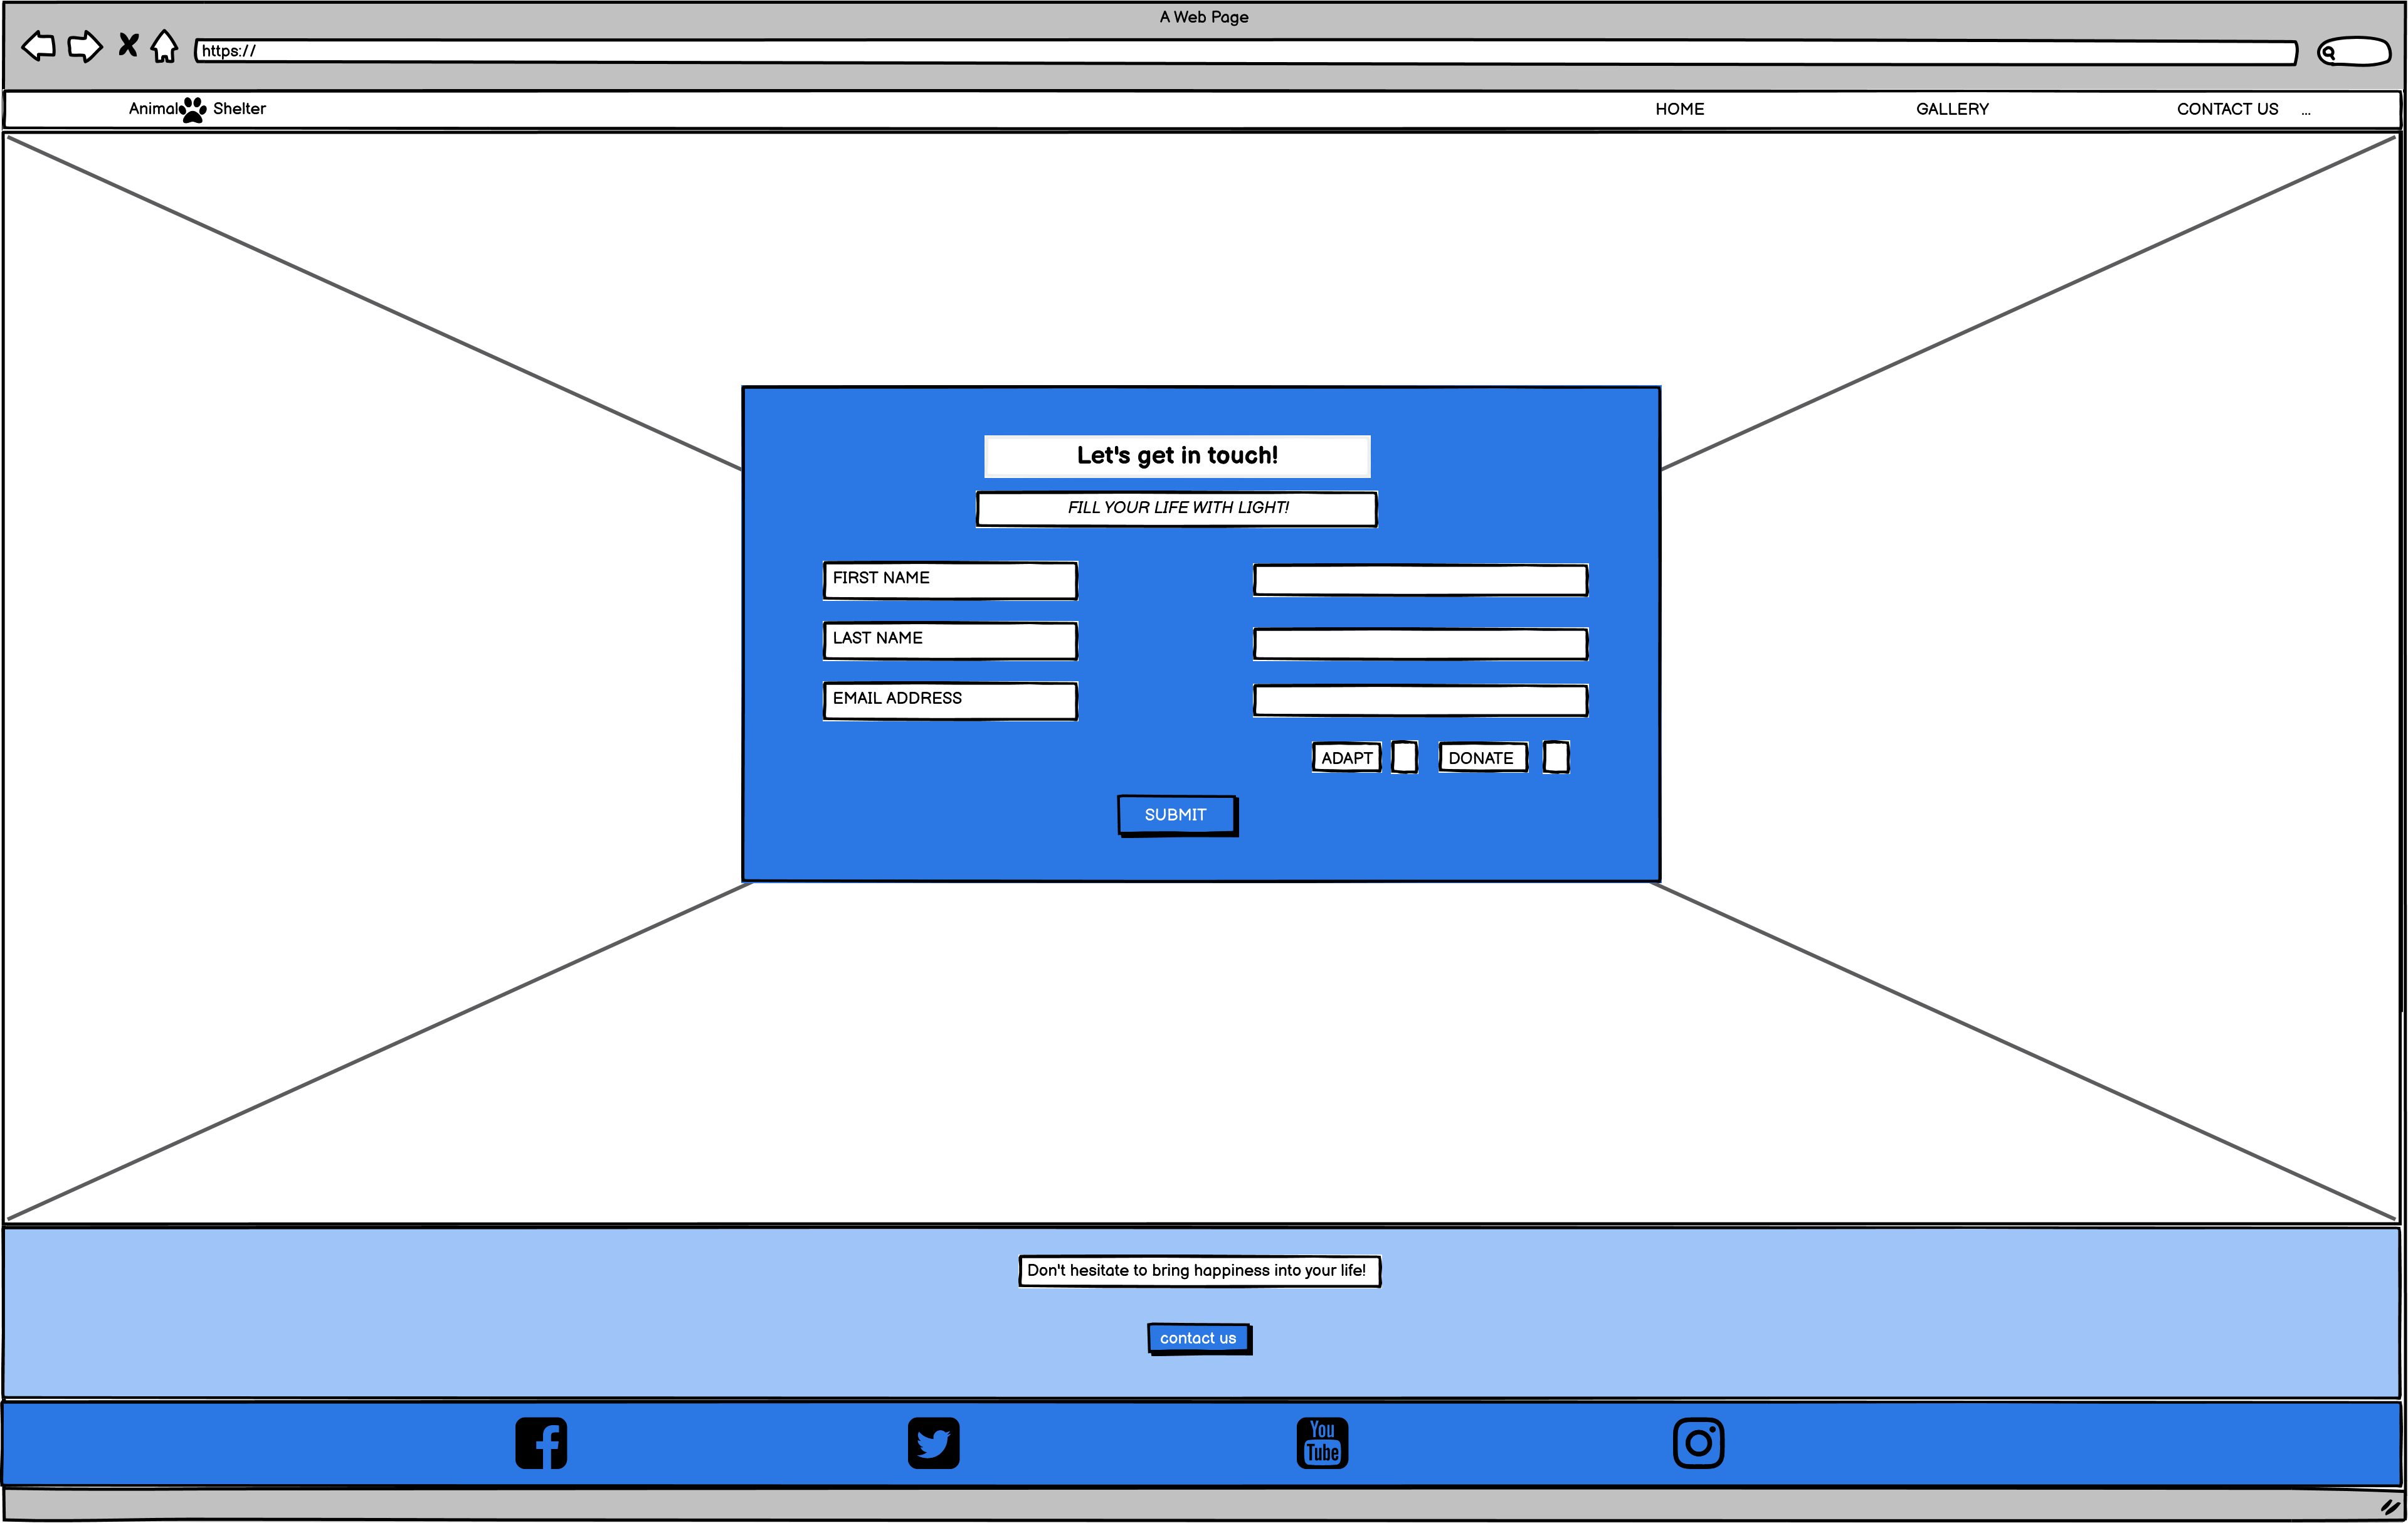 A Web Page
https://
Animal Shelter HOME GALLERY CONTACT US ...
Let's get in touch!
FILL YOUR LIFE WITH LIGHT!
FIRST NAME
LAST NAME
EMAIL ADDRESS
ADAPT DONATE
SUBMIT
Don't hesitate to bring happiness into your life!
contact us
You
Tube